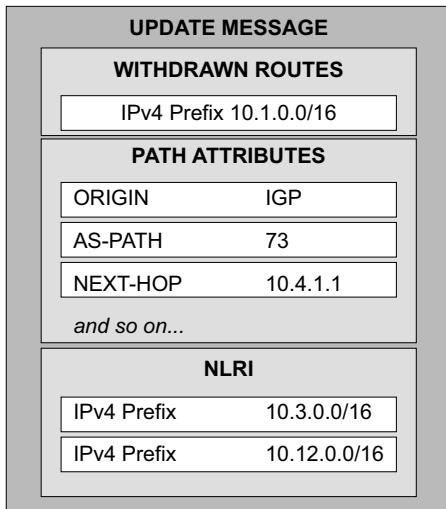 UPDATE MESSAGE
WITHDRAWN ROUTES
IPv4 Prefix 10.1.0.0/16
PATH ATTRIBUTES
ORIGIN IGP
AS-PATH 73
NEXT-HOP 10.4.1.1
and so on...
NLRI
IPv4 Prefix 10.3.0.0/16
IPv4 Prefix 10.12.0.0/16